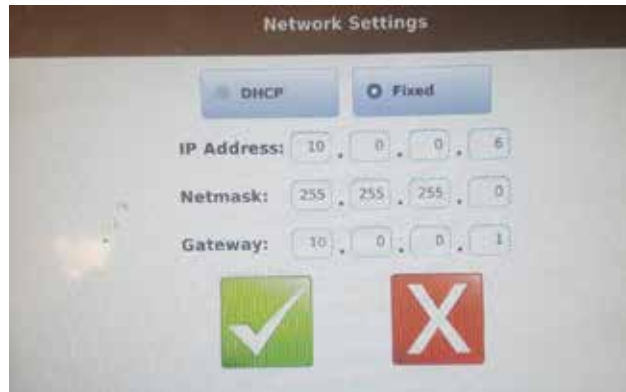 Network Settings
DHCP Fixed
IP Address: 10 . 0 . 0 . 6
Netmask: 255 . 255 . 255 . 0
Gateway: 10 . 0 . 0 . 1